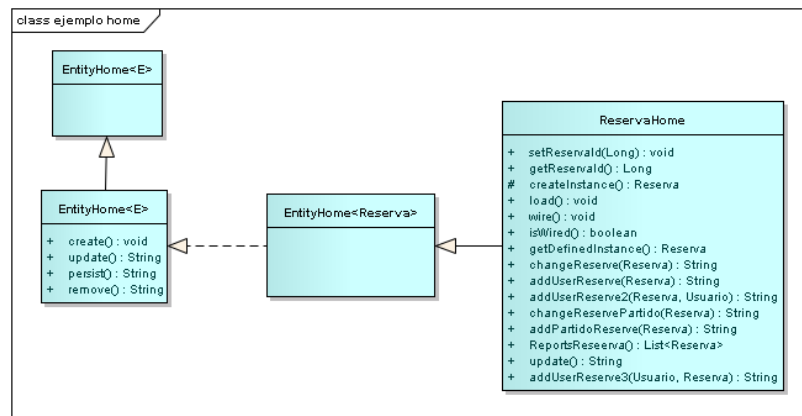 class ejemplo home
EntityHome<E>
EntityHome<E>
+ create() : void
+ update() : String
+ persist() : String
+ remove() : String
EntityHome<Reserva>
ReservaHome
+ setReservaId(Long) : void
+ getReservaId() : Long
# createInstance() : Reserva
+ load() : void
+ wire() : void
+ isWired() : boolean
+ getDefinedInstance() : Reserva
+ changeReserve(Reserva) : String
+ addUserReserve(Reserva) : String
+ addUserReserve2(Reserva, Usuario) : String
+ changeReservePartido(Reserva) : String
+ addPartidoReserve(Reserva) : String
+ ReportsReseerva() : List<Reserva>
+ update() : String
+ addUserReserve3(Usuario, Reserva) : String